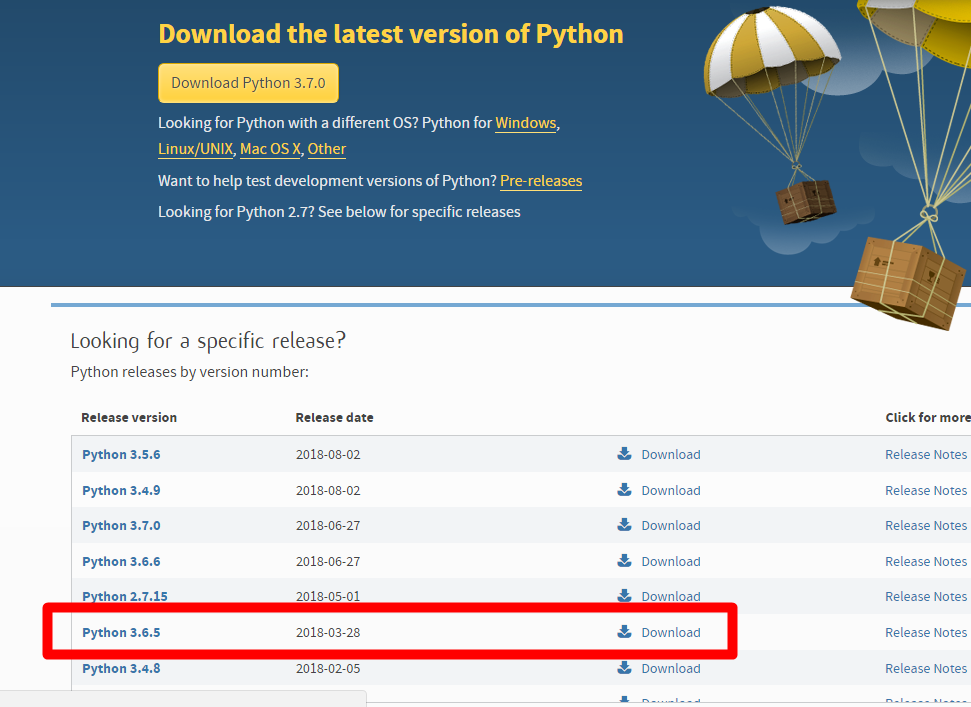 Download the latest version of Python
Download Python 3.7.0
Looking for Python with a different OS? Python for Windows,
Linux/UNIX, Mac OS X, Other
Want to help test development versions of Python? Pre-releases
Looking for Python 2.7? See below for specific releases
Looking for a specific release?
Python releases by version number:
Release version Release date Click for more
Python 3.5.6 2018-08-02 Download Release Notes
Python 3.4.9 2018-08-02 Download Release Notes
Python 3.7.0 2018-06-27 Download Release Notes
Python 3.6.6 2018-06-27 Download Release Notes
Python 2.7.15 2018-05-01 Download Release Notes
Python 3.6.5 2018-03-28 Download Release Notes
Python 3.4.8 2018-02-05 Download Release Notes